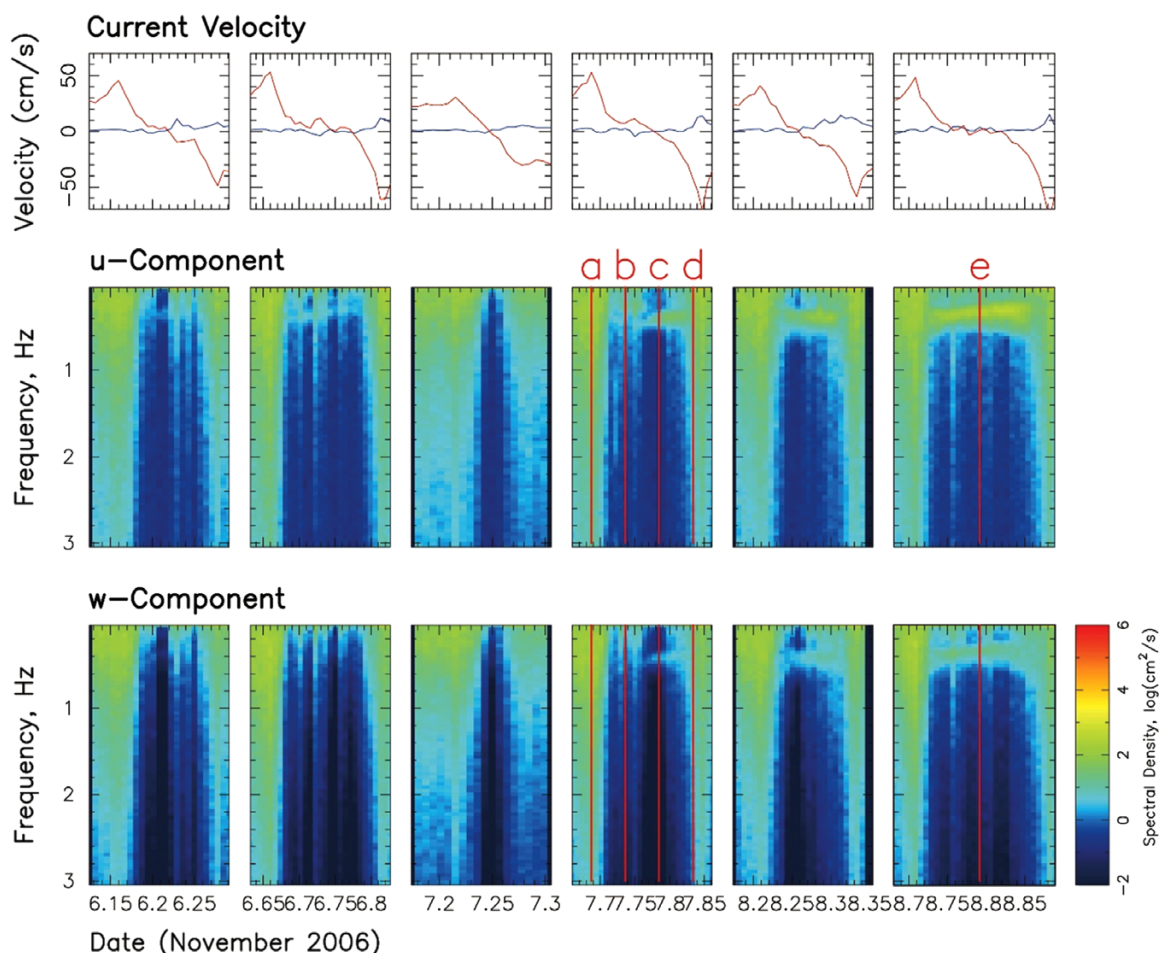 Current Velocity
Velocity (cm/s)
50
0
−50
u−Component
a b c d e
Frequency, Hz
1
2
3
w−Component
Frequency, Hz
1
2
3
6.15 6.2 6.25 6.65 6.7 6.75 6.8 7.2 7.25 7.3 7.7 7.75 7.8 7.85 8.2 8.25 8.3 8.35 8.7 8.75 8.8 8.85
Date (November 2006)
6
4
2
0
−2
Spectral Density, log(cm²/s)